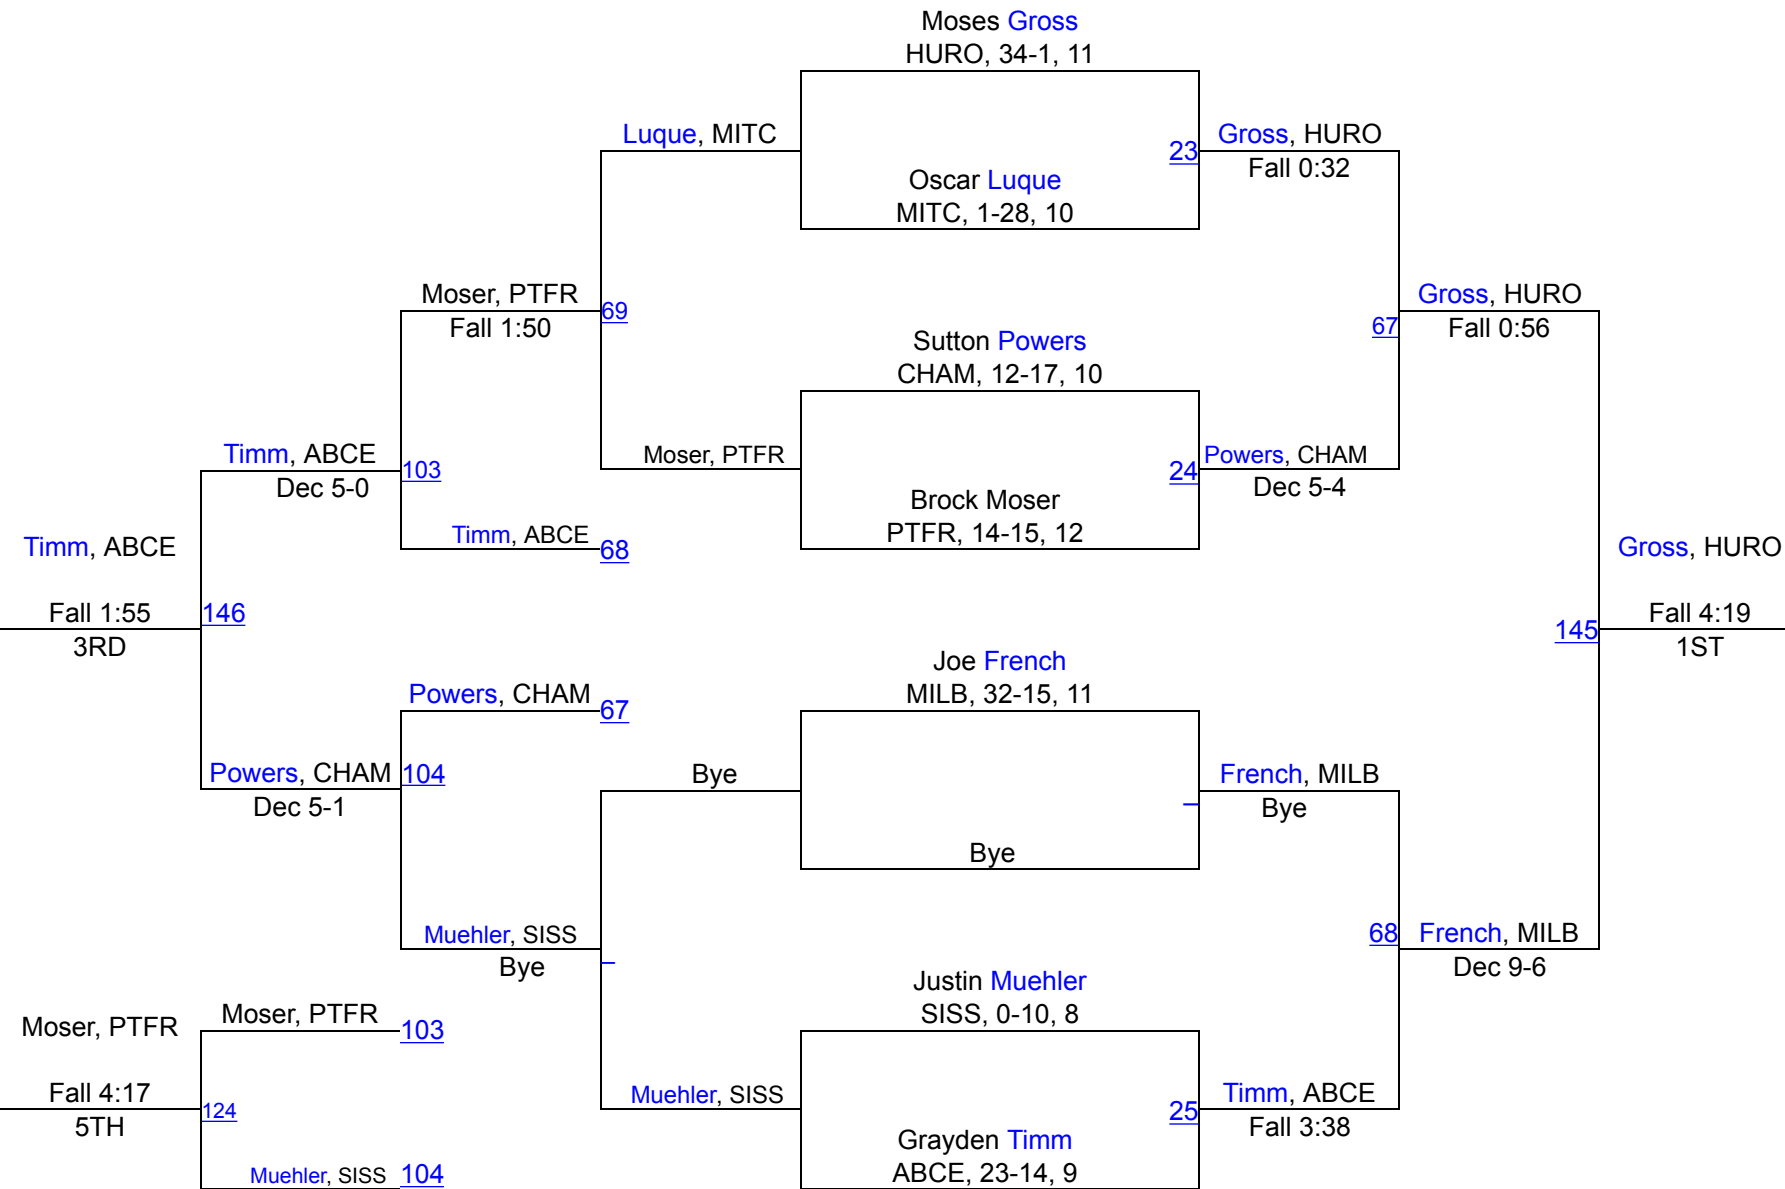 Moses Gross
HURO, 34-1, 11
Luque, MITC
23
Gross, HURO
Fall 0:32
Oscar Luque
MITC, 1-28, 10
Moser, PTFR
Fall 1:50
69
Gross, HURO
Fall 0:56
67
Sutton Powers
CHAM, 12-17, 10
Timm, ABCE
Dec 5-0
103
Moser, PTFR
24
Powers, CHAM
Dec 5-4
Brock Moser
PTFR, 14-15, 12
Timm, ABCE
68
Timm, ABCE
Fall 1:55
3RD
146
Gross, HURO
Fall 4:19
1ST
145
Joe French
MILB, 32-15, 11
Powers, CHAM
67
Powers, CHAM
Dec 5-1
104
Bye
French, MILB
Bye
Bye
Muehler, SISS
Bye
68
French, MILB
Dec 9-6
Justin Muehler
SISS, 0-10, 8
Moser, PTFR
Moser, PTFR
103
Fall 4:17
5TH
124
Muehler, SISS
25
Timm, ABCE
Fall 3:38
Grayden Timm
ABCE, 23-14, 9
Muehler, SISS
104